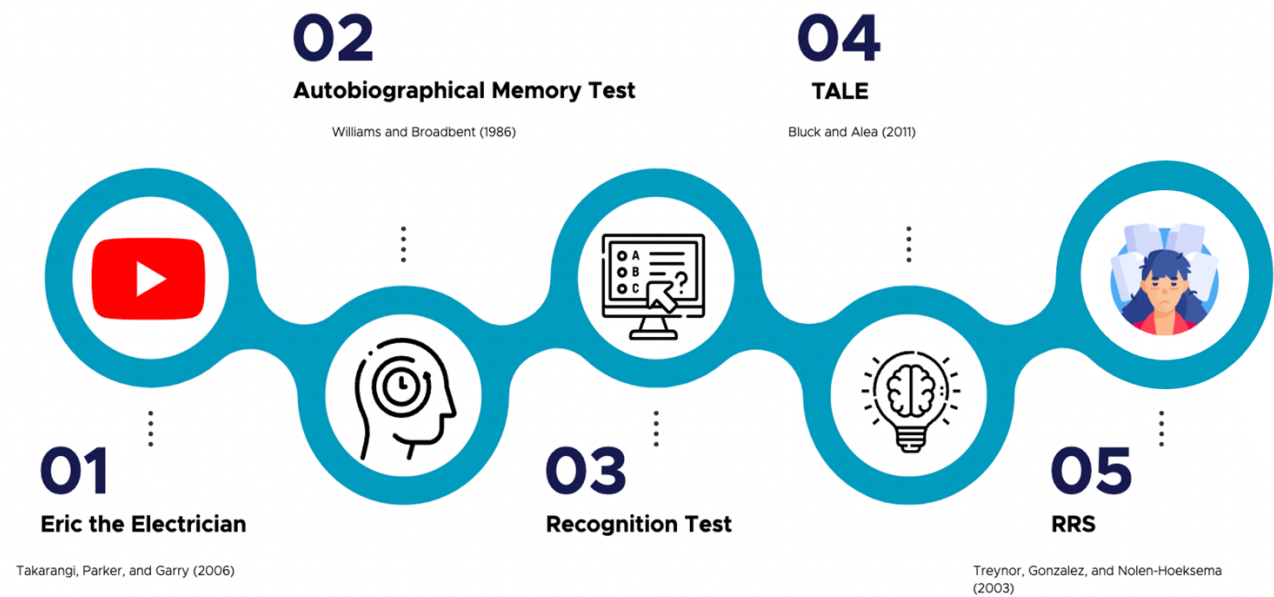 02
Autobiographical Memory Test
Williams and Broadbent (1986)
04
TALE
Bluck and Alea (2011)
A
B
C
?
01
Eric the Electrician
Takarangi, Parker, and Garry (2006)
03
Recognition Test
05
RRS
Treynor, Gonzalez, and Nolen-Hoeksema
(2003)